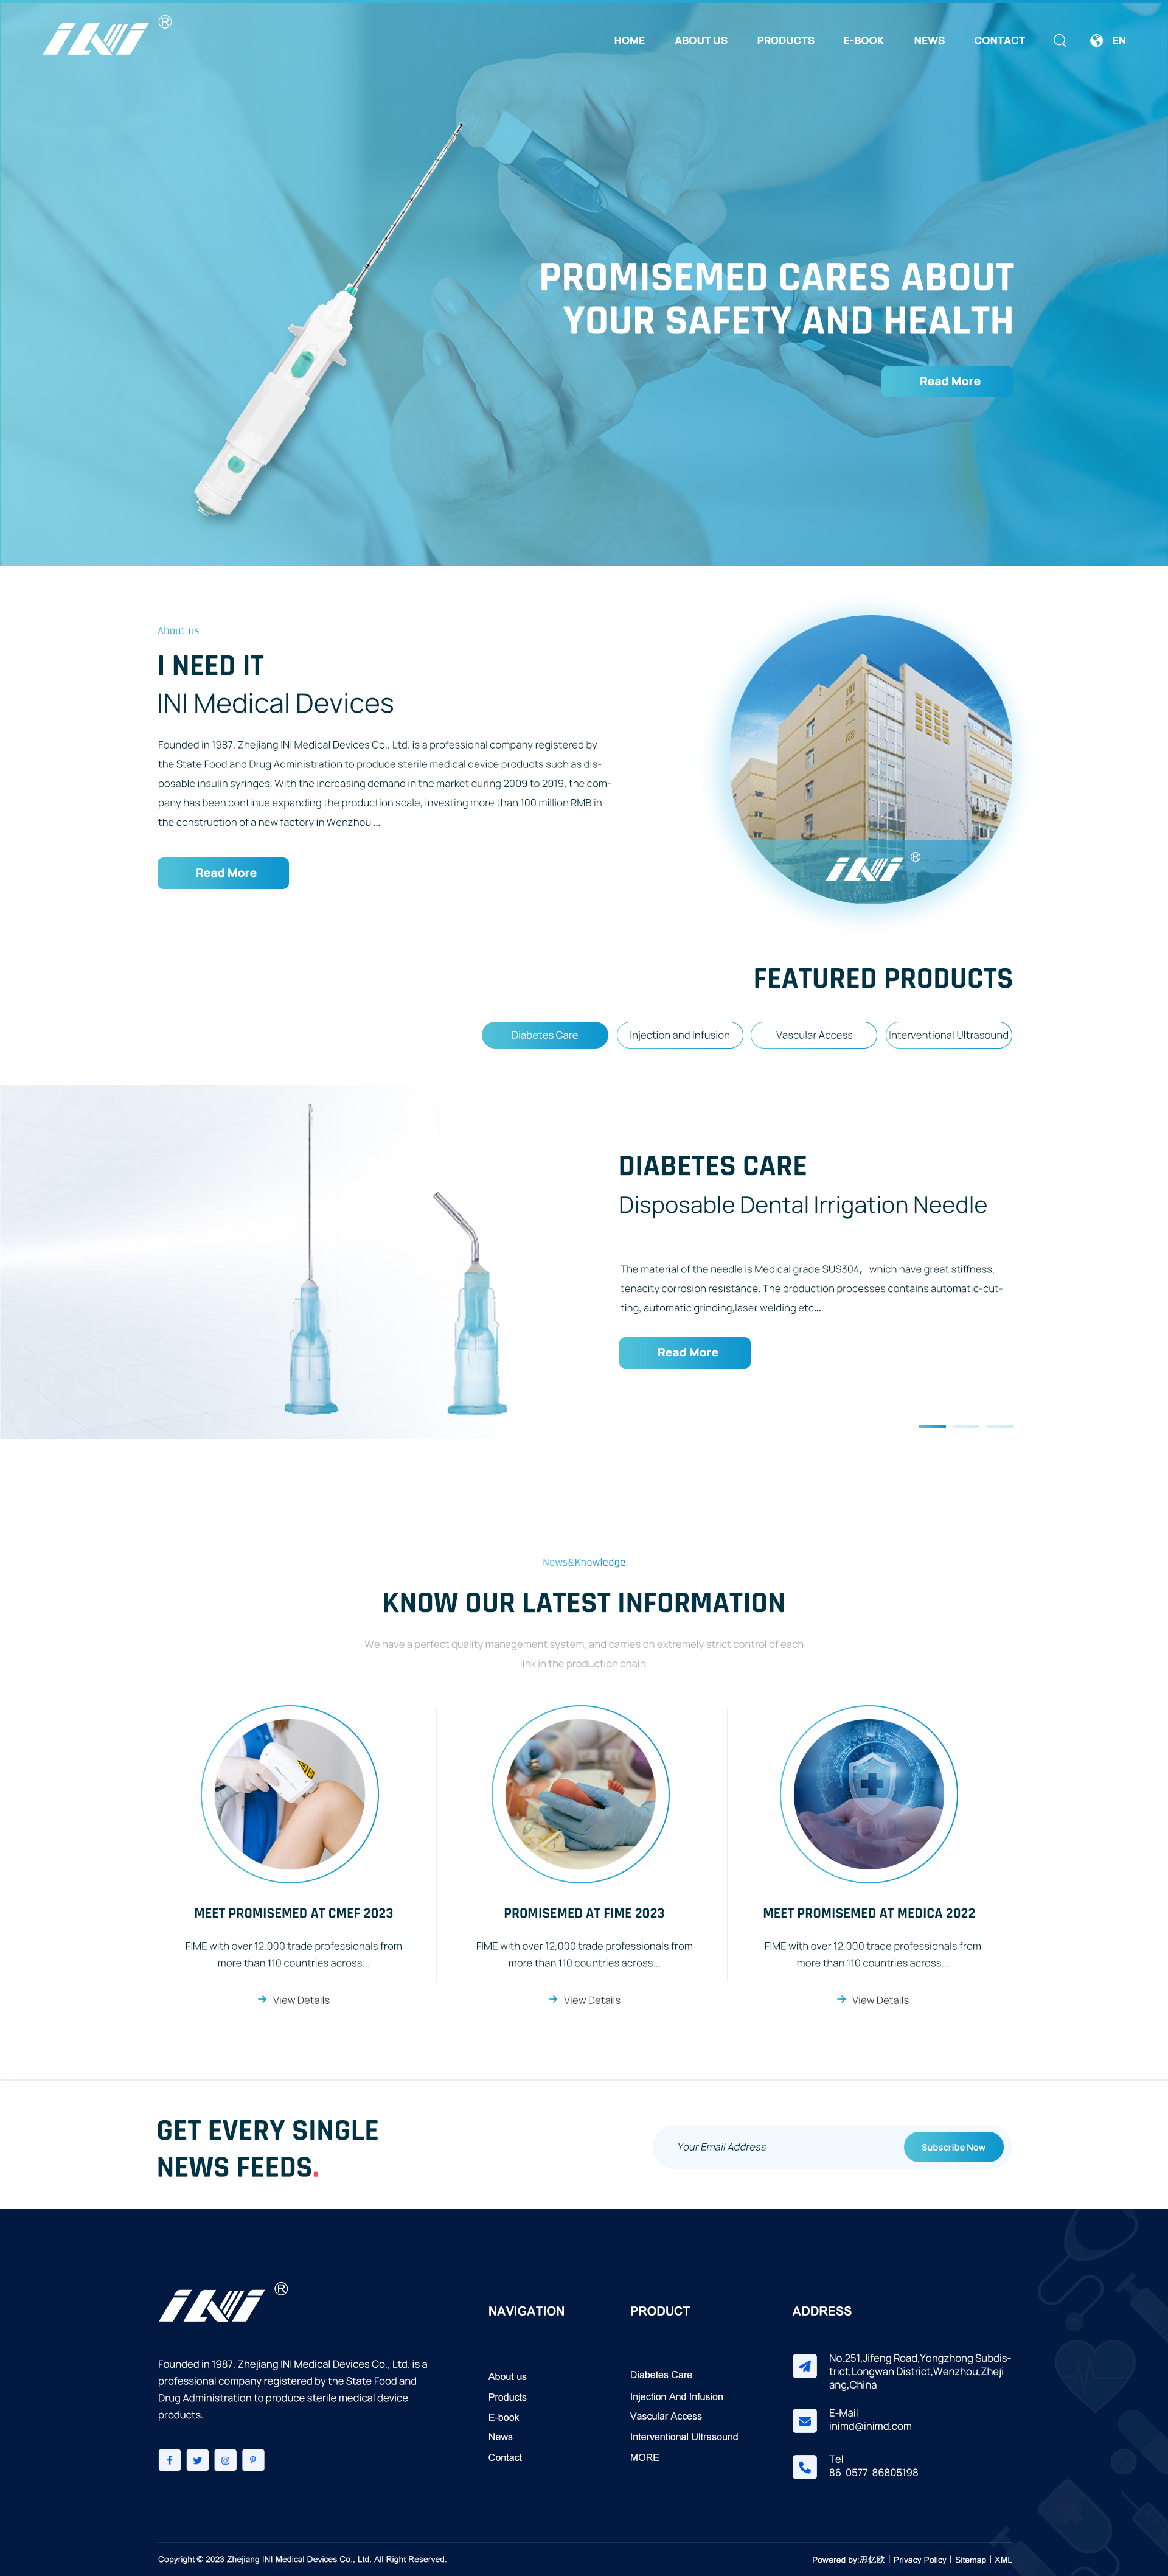 INI ®
HOME ABOUT US PRODUCTS E-BOOK NEWS CONTACT EN
PROMISEMED CARES ABOUT
YOUR SAFETY AND HEALTH
Read More
About us
I NEED IT
INI Medical Devices
Founded in 1987, Zhejiang INI Medical Devices Co., Ltd. is a professional company registered by
the State Food and Drug Administration to produce sterile medical device products such as dis-
posable insulin syringes. With the increasing demand in the market during 2009 to 2019, the com-
pany has been continue expanding the production scale, investing more than 100 million RMB in
the construction of a new factory in Wenzhou ...
Read More
INI ®
FEATURED PRODUCTS
Diabetes Care
Injection and Infusion
Vascular Access
Interventional Ultrasound
DIABETES CARE
Disposable Dental Irrigation Needle
The material of the needle is Medical grade SUS304，which have great stiffness,
tenacity corrosion resistance. The production processes contains automatic-cut-
ting, automatic grinding,laser welding etc...
Read More
News&Knowledge
KNOW OUR LATEST INFORMATION
We have a perfect quality management system, and carries on extremely strict control of each
link in the production chain.
MEET PROMISEMED AT CMEF 2023
FIME with over 12,000 trade professionals from
more than 110 countries across...
View Details
PROMISEMED AT FIME 2023
FIME with over 12,000 trade professionals from
more than 110 countries across...
View Details
MEET PROMISEMED AT MEDICA 2022
FIME with over 12,000 trade professionals from
more than 110 countries across...
View Details
GET EVERY SINGLE
NEWS FEEDS.
Your Email Address
Subscribe Now
INI ®
Founded in 1987, Zhejiang INI Medical Devices Co., Ltd. is a
professional company registered by the State Food and
Drug Administration to produce sterile medical device
products.
NAVIGATION
About us
Products
E-book
News
Contact
PRODUCT
Diabetes Care
Injection And Infusion
Vascular Access
Interventional Ultrasound
MORE
ADDRESS
No.251,Jifeng Road,Yongzhong Subdis-
trict,Longwan District,Wenzhou,Zheji-
ang,China
E-Mail
inimd@inimd.com
Tel
86-0577-86805198
Copyright © 2023 Zhejiang INI Medical Devices Co., Ltd. All Right Reserved.
Powered by:思亿欧 | Privacy Policy | Sitemap | XML